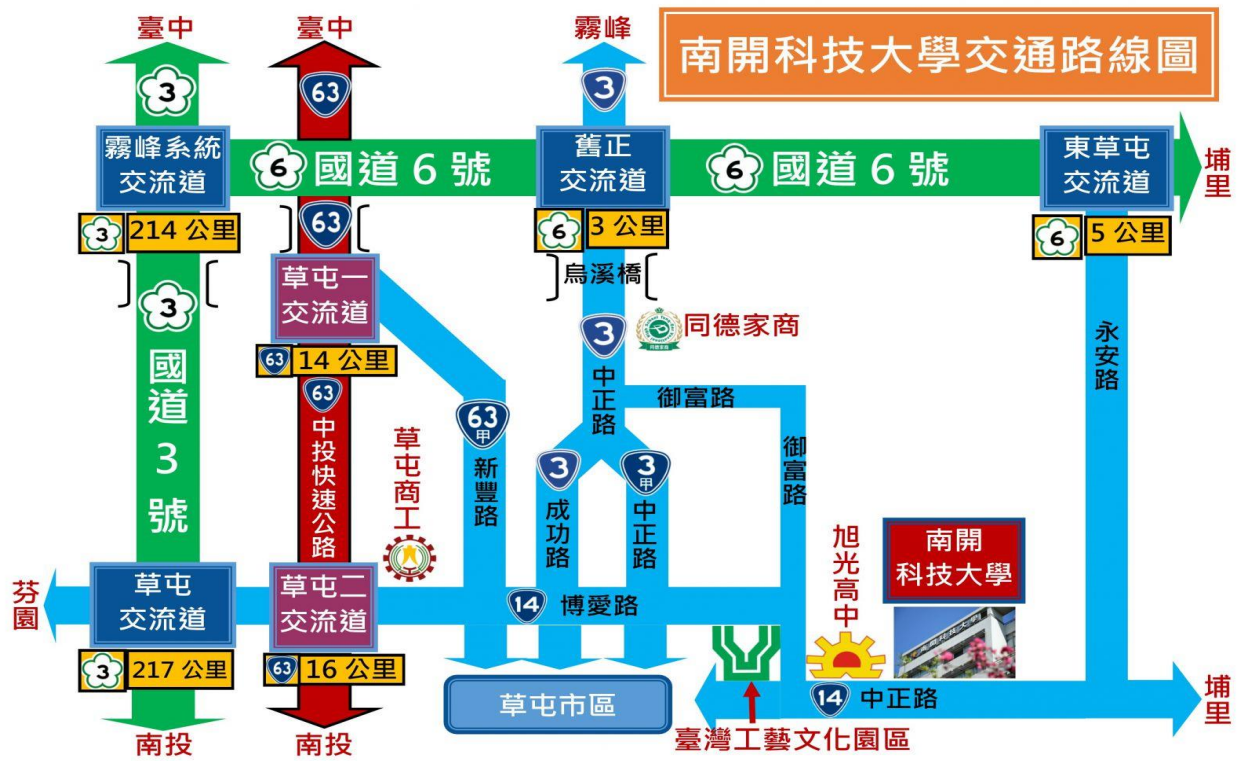 南開科技大學交通路線圖
臺中
臺中
霧峰
3
63
3
霧峰系統
交流道
6 國道 6 號
舊正
交流道
6 國道 6 號
東草屯
交流道
埔里
3 214 公里
63
6 3 公里
6 5 公里
烏溪橋
草屯一
交流道
3
3
同德家商
永安路
63 14 公里
國道3號
63
中投快速公路
中正路
御富路
63甲
新豐路
草屯商工
3
成功路
3甲
中正路
御富路
旭光高中
南開
科技大學
南開科技大學
芬園
草屯
交流道
草屯二
交流道
14 博愛路
3 217 公里
63 16 公里
草屯市區
14 中正路
埔里
南投
南投
臺灣工藝文化園區